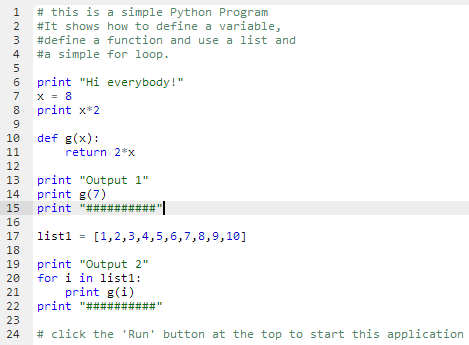 1 # this is a simple Python Program
2 #It shows how to define a variable,
3 #define a function and use a list and
4 #a simple for loop.
5
6 print "Hi everybody!"
7 x = 8
8 print x*2
9
10 def g(x):
11     return 2*x
12
13 print "Output 1"
14 print g(7)
15 print "##########"
16
17 list1 = [1,2,3,4,5,6,7,8,9,10]
18
19 print "Output 2"
20 for i in list1:
21     print g(i)
22 print "##########"
23
24 # click the 'Run' button at the top to start this application